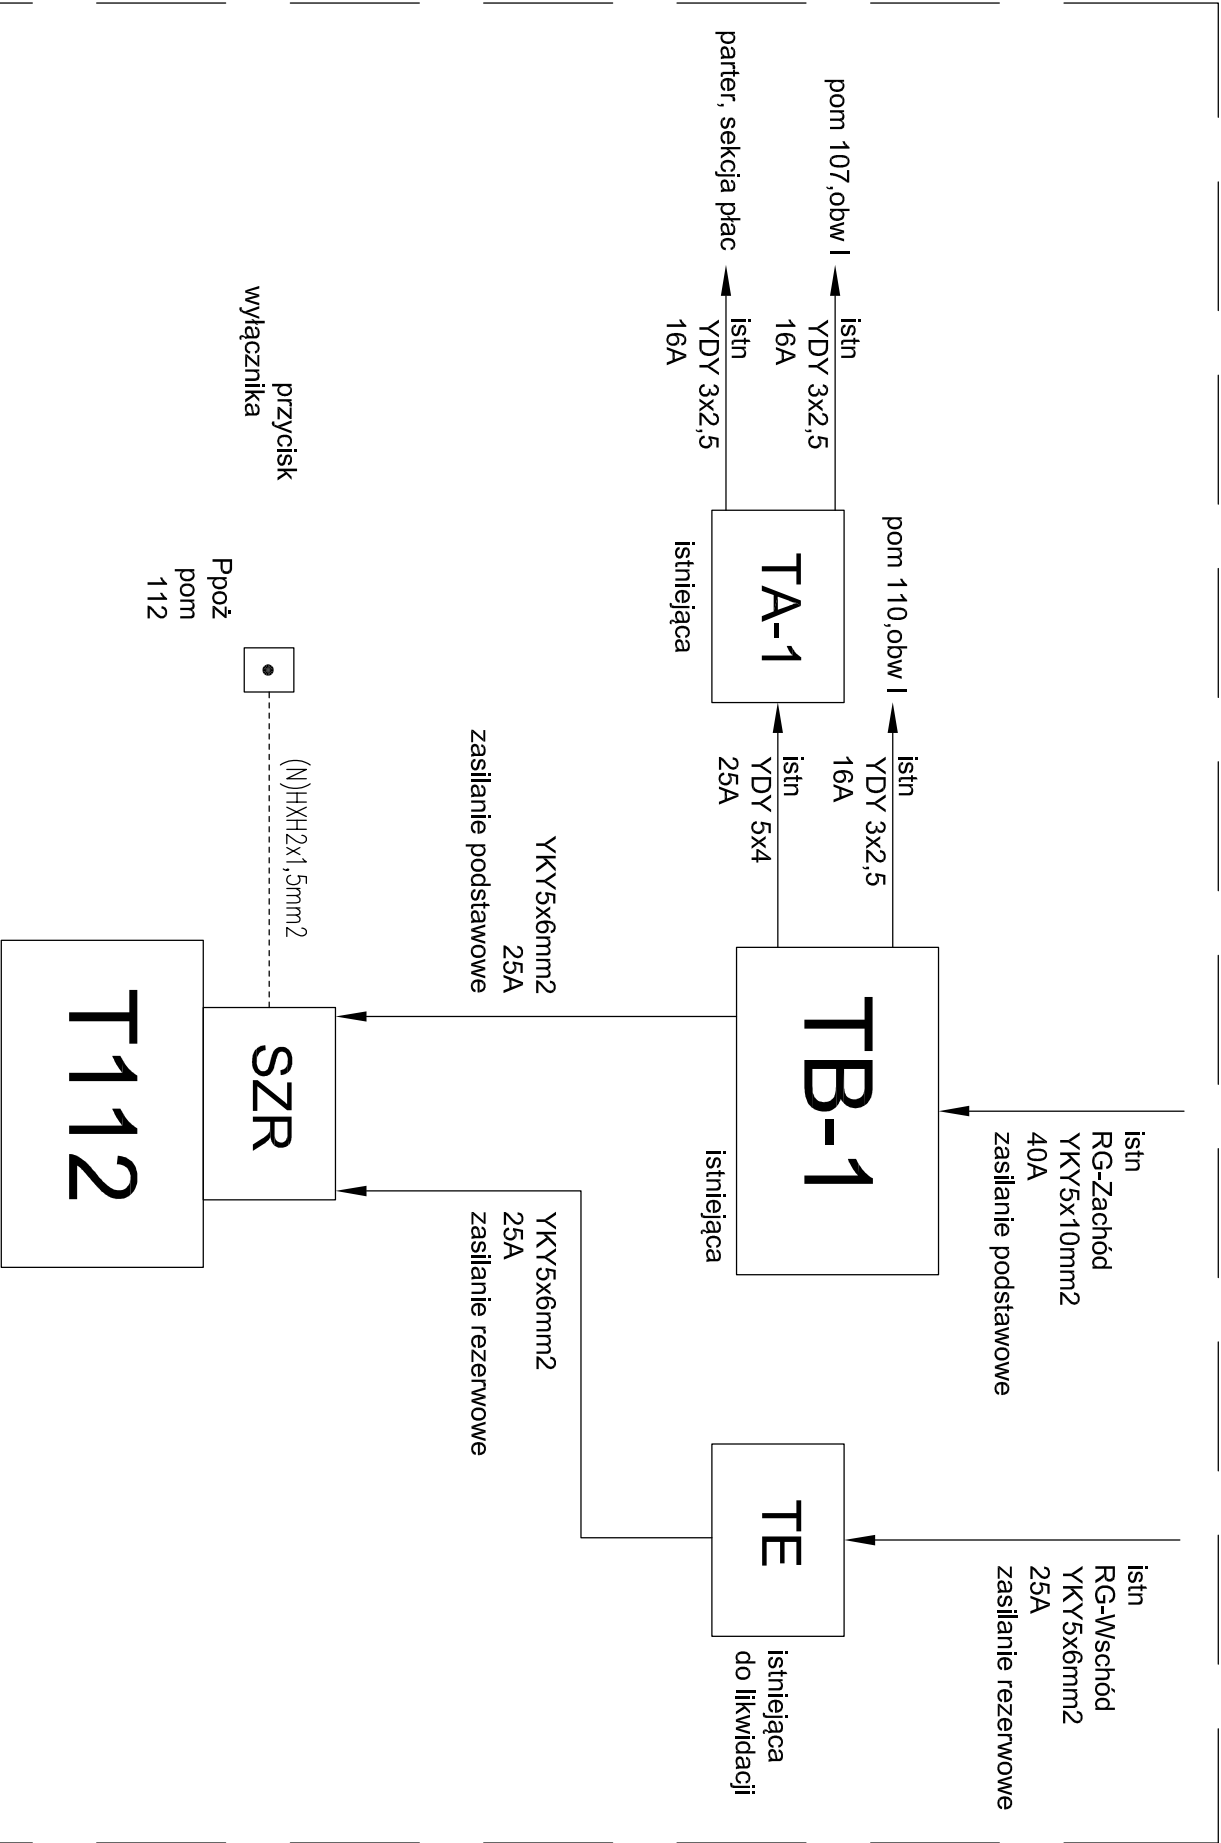 istn
RG-Zachód
YKY5x10mm2
40A
zasilanie podstawowe
istn
RG-Wschód
YKY5x6mm2
25A
zasilanie rezerwowe
pom 110,obw I
istn
YDY 3x2,5
16A
pom 107,obw I
istn
YDY 3x2,5
16A
parter, sekcja płac
istn
YDY 3x2,5
16A
TA-1
istniejąca
istn
YDY 5x4
25A
TB-1
istniejąca
TE
istniejąca
do likwidacji
YKY5x6mm2
25A
zasilanie podstawowe
YKY5x6mm2
25A
zasilanie rezerwowe
przycisk
wyłącznika
Ppoż
pom
112
(N)HXH2x1,5mm2
SZR
T112